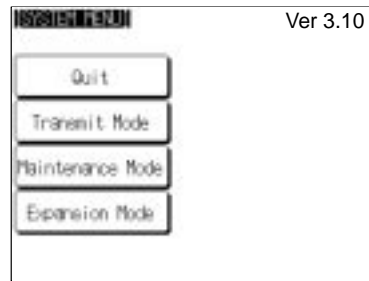 [SYSTEM MENU]
Ver 3.10
Quit
Transmit Mode
Maintenance Mode
Expansion Mode